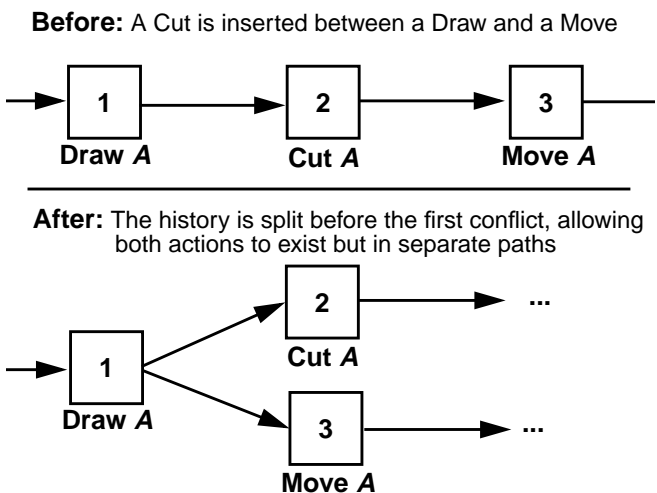 Before: A Cut is inserted between a Draw and a Move
1 2 3
Draw A Cut A Move A
After: The history is split before the first conflict, allowing
both actions to exist but in separate paths
2 ...
Cut A
1
Draw A
3 ...
Move A